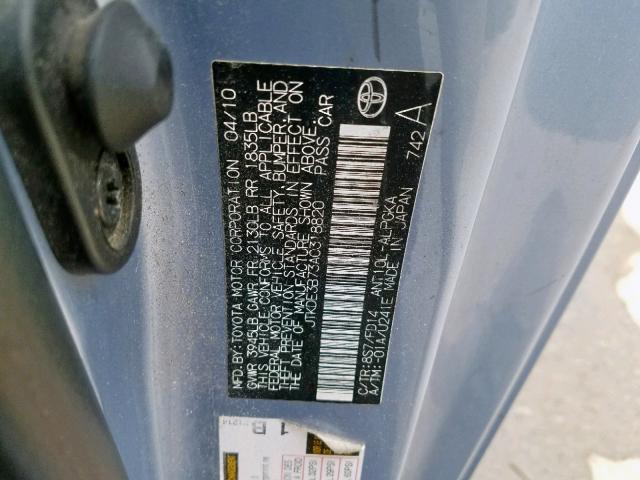 MFD.BY:TOYOTA MOTOR CORPORATION 04/10
GVWR 3945LB GAWR FR 2130LB RR 1835LB
THIS VEHICLE CONFORMS TO ALL APPLICABLE
FEDERAL MOTOR VEHICLE SAFETY, BUMPER, AND
THEFT PREVENTION STANDARDS IN EFFECT ON
THE DATE OF MANUFACTURE SHOWN ABOVE.
JTKDE3B73A0318820 PASS CAR
C/TR:8S7/FD14 ANT10L-ALPGKA
A/TR:-01A/U241E MADE IN JAPAN
742 A